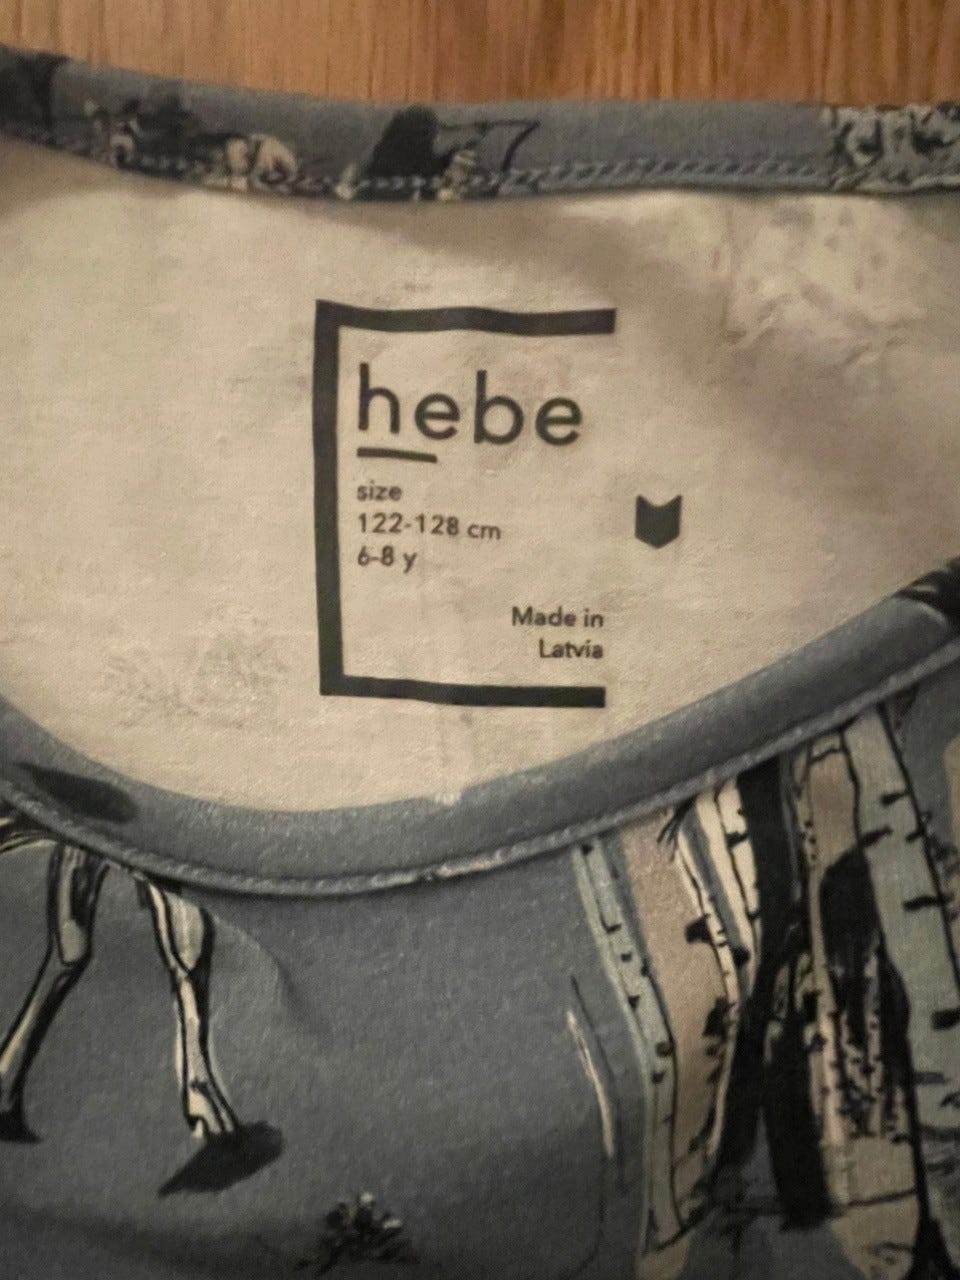 hebe
size
122-128 cm
6-8 y
Made in
Latvia